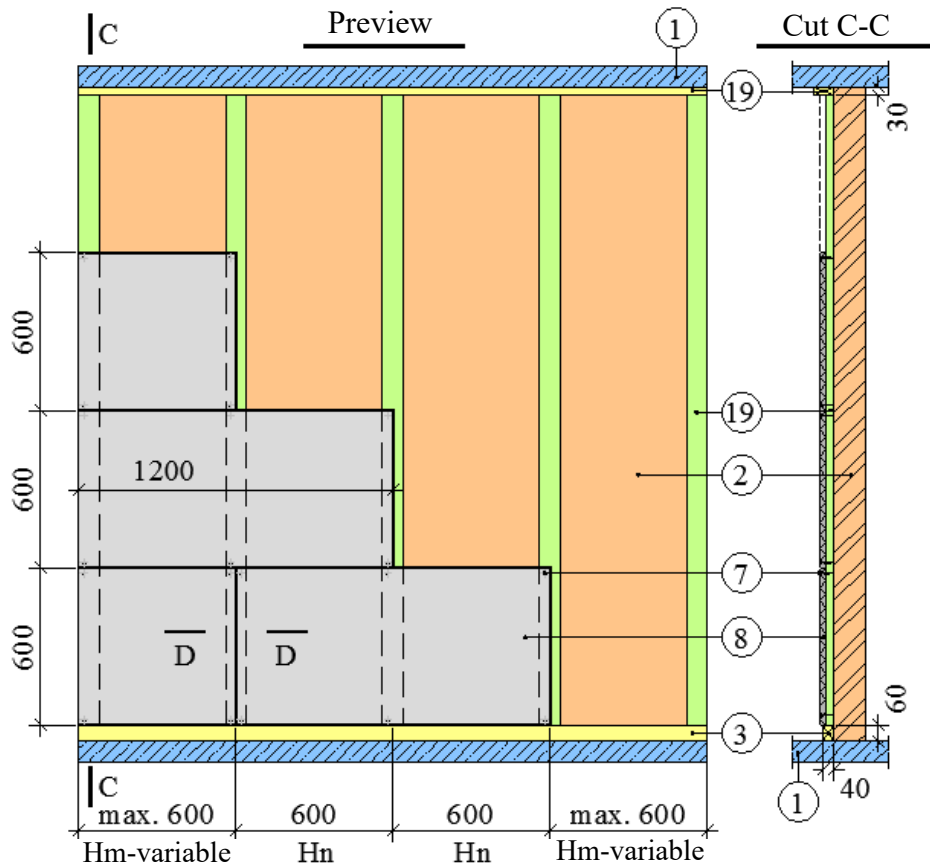 Preview
Cut C-C
C
1
19
30
600
600
1200
19
2
7
600
D
D
8
60
3
C
1
40
max. 600
600
600
max. 600
Hm-variable
Hn
Hn
Hm-variable